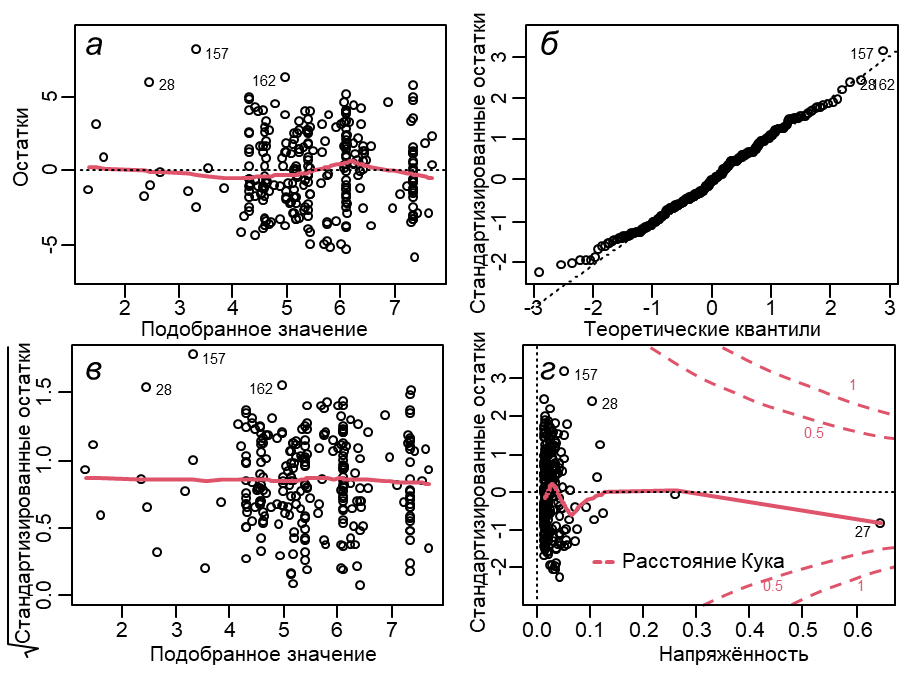 а
157
28
162
Остатки
5
0
-5
2 3 4 5 6 7
Подобранное значение
б
157
28
162
Стандартизированные остатки
3
2
1
0
-1
-2
-3 -2 -1 0 1 2 3
Теоретические квантили
в
157
28
162
√Стандартизированные остатки
1.5
1.0
0.5
0.0
2 3 4 5 6 7
Подобранное значение
г
157
28
27
1
0.5
0.5
1
Расстояние Кука
Стандартизированные остатки
3
2
1
0
-1
-2
0.0 0.1 0.2 0.3 0.4 0.5 0.6
Напряжённость